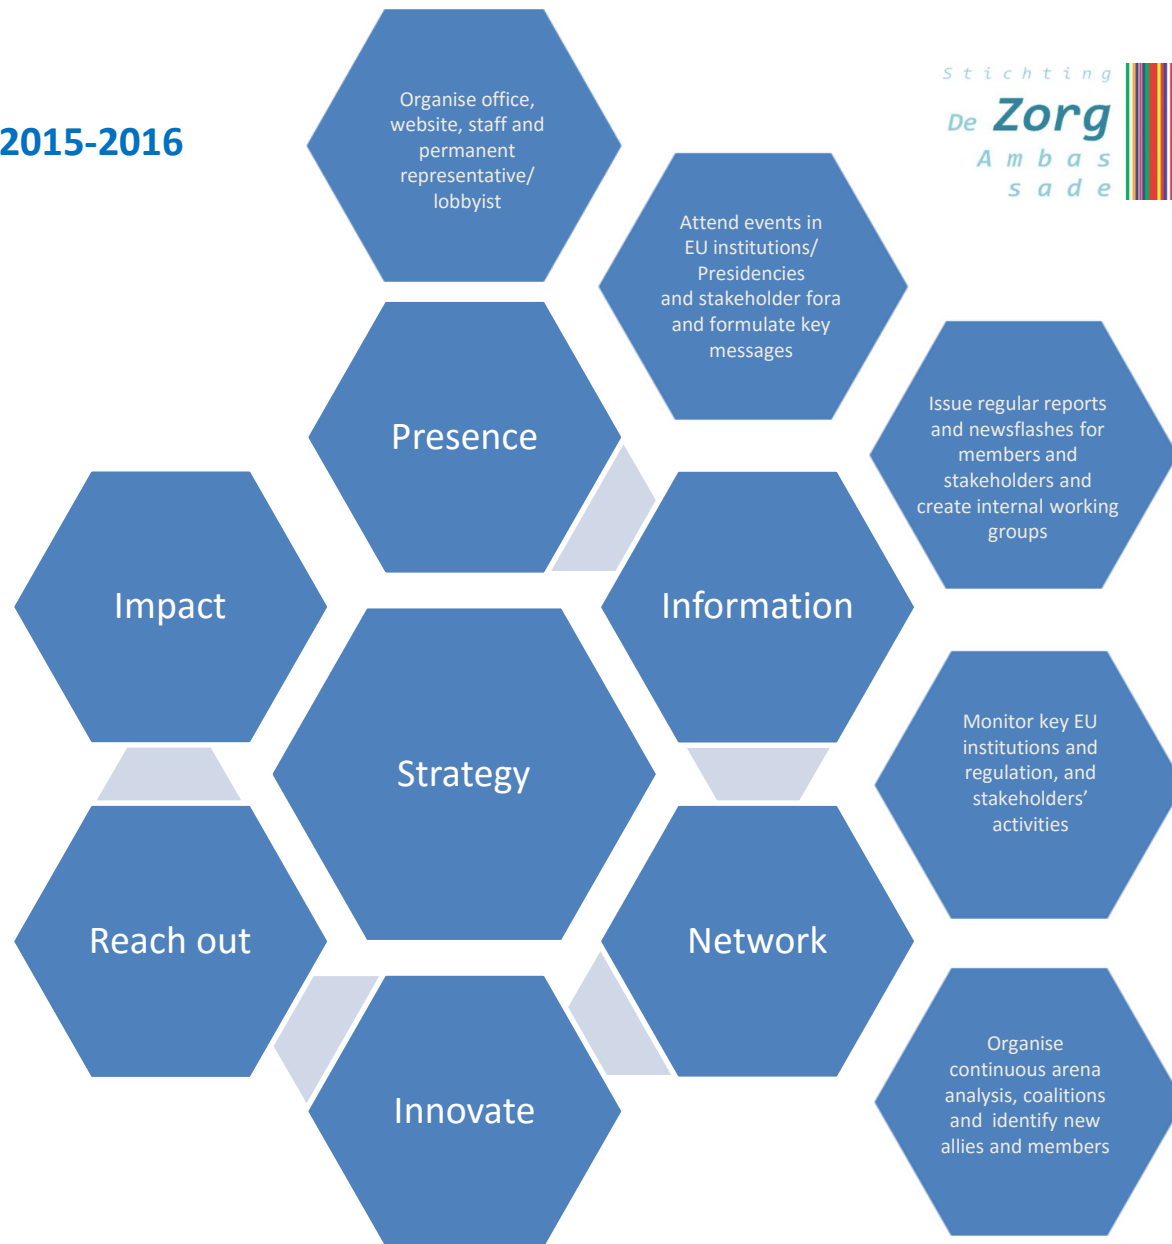 2015-2016
Stichting
De Zorg
Ambas
sade
Organise office,
website, staff and
permanent
representative/
lobbyist
Attend events in
EU institutions/
Presidencies
and stakeholder fora
and formulate key
messages
Issue regular reports
and newsflashes for
members and
stakeholders and
create internal working
groups
Presence
Impact
Information
Strategy
Monitor key EU
institutions and
regulation, and
stakeholders’
activities
Reach out
Network
Innovate
Organise
continuous arena
analysis, coalitions
and identify new
allies and members